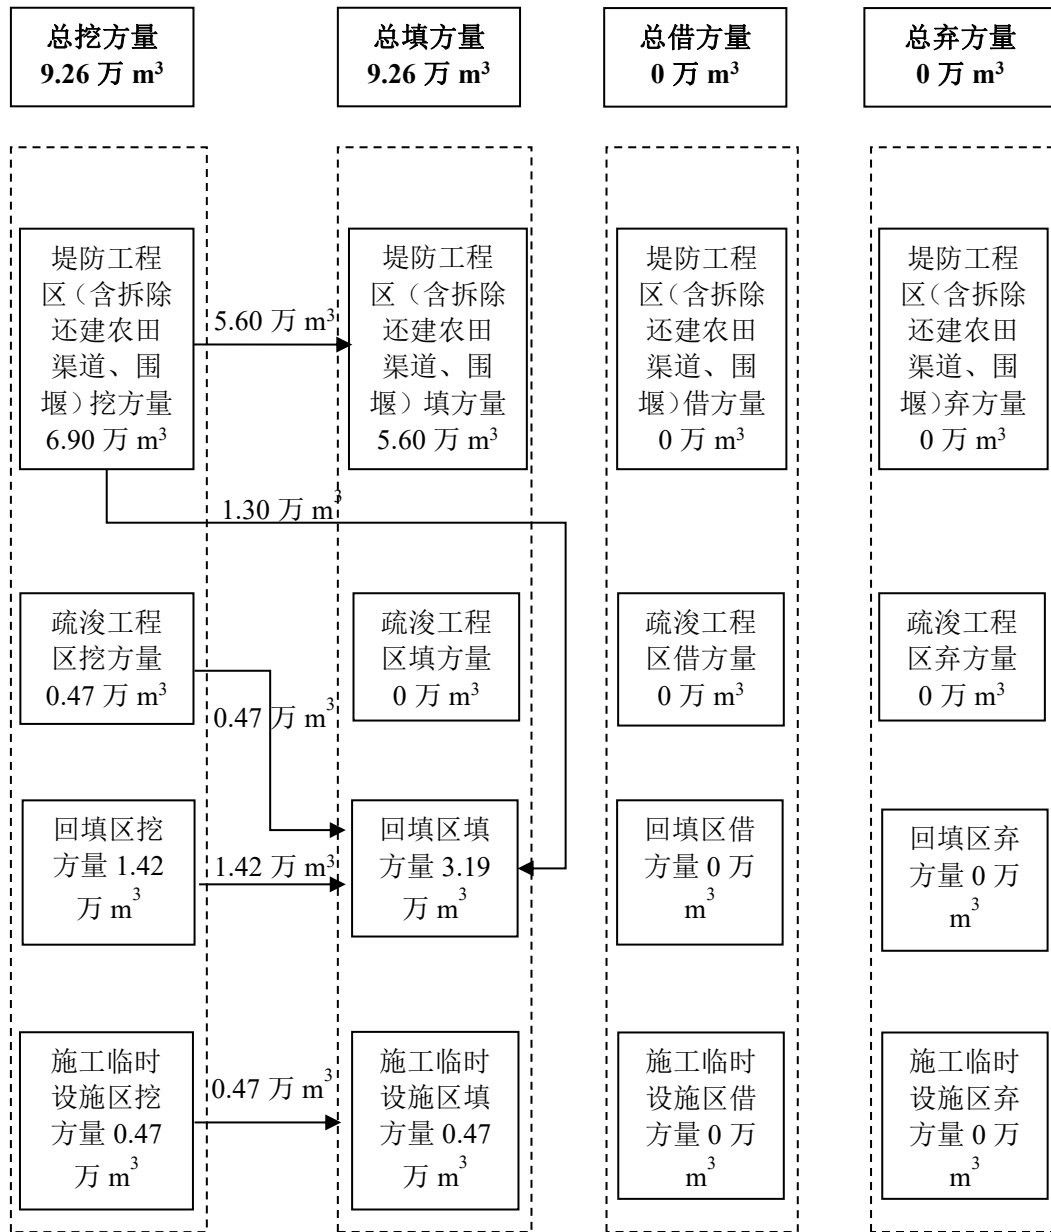 总挖方量
9.26 万 m³
总填方量
9.26 万 m³
总借方量
0 万 m³
总弃方量
0 万 m³
堤防工程
区（含拆除
还建农田
渠道、围
堰）挖方量
6.90 万 m³
5.60 万 m³
堤防工程
区（含拆除
还建农田
渠道、围
堰）填方量
5.60 万 m³
堤防工程
区（含拆除
还建农田
渠道、围
堰）借方量
0 万 m³
堤防工程
区（含拆除
还建农田
渠道、围
堰）弃方量
0 万 m³
1.30 万 m³
疏浚工程
区挖方量
0.47 万 m³
0.47 万 m³
疏浚工程
区填方量
0 万 m³
疏浚工程
区借方量
0 万 m³
疏浚工程
区弃方量
0 万 m³
回填区挖
方量 1.42
万 m³
1.42 万 m³
回填区填
方量 3.19
万 m³
回填区借
方量 0 万
m³
回填区弃
方量 0 万
m³
施工临时
设施区挖
方量 0.47
万 m³
0.47 万 m³
施工临时
设施区填
方量 0.47
万 m³
施工临时
设施区借
方量 0 万
m³
施工临时
设施区弃
方量 0 万
m³